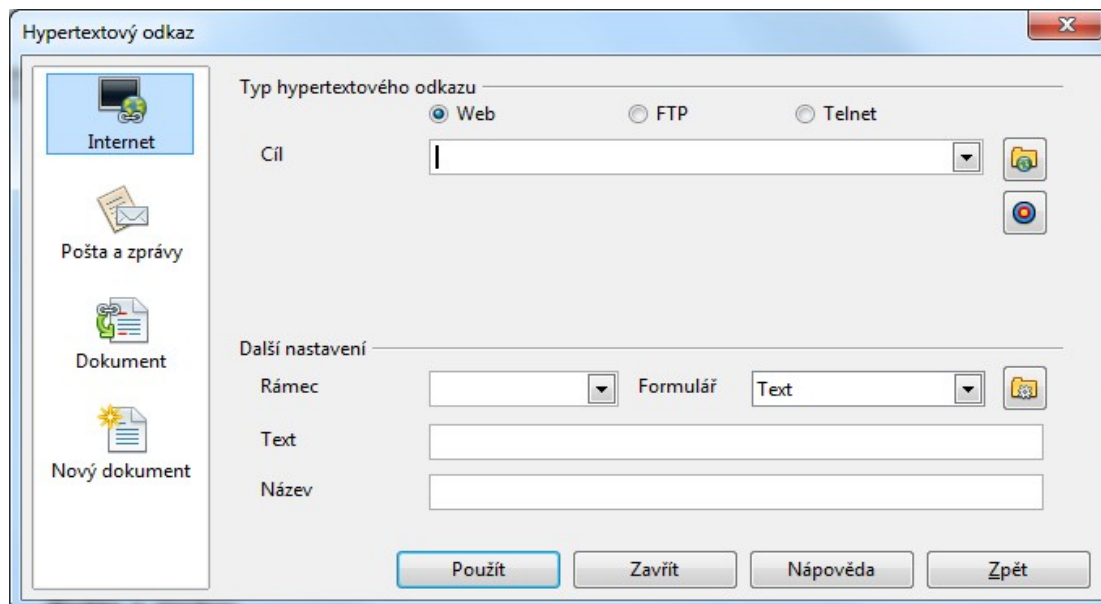 Hypertextový odkaz
Internet
Pošta a zprávy
Dokument
Nový dokument
Typ hypertextového odkazu
Web FTP Telnet
Cíl
Další nastavení
Rámec Formulář Text
Text
Název
Použít Zavřít Nápověda Zpět